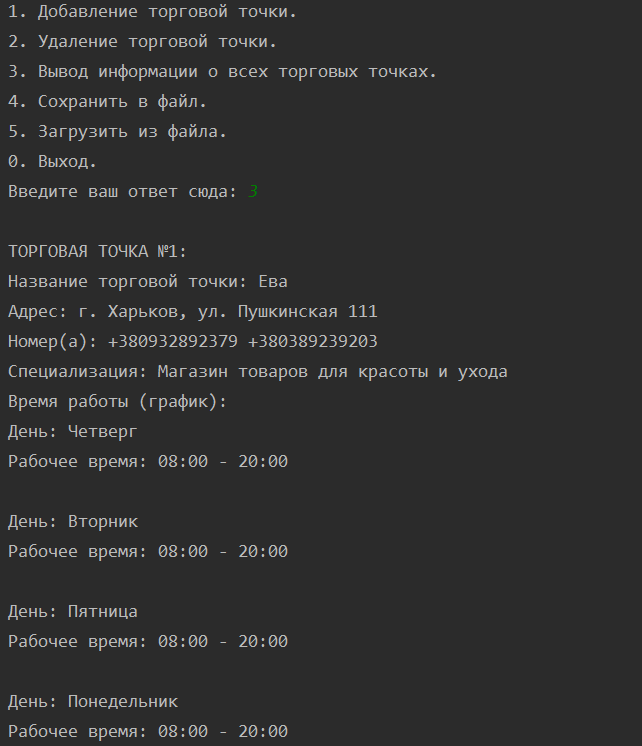 1. Добавление торговой точки.
2. Удаление торговой точки.
3. Вывод информации о всех торговых точках.
4. Сохранить в файл.
5. Загрузить из файла.
0. Выход.
Введите ваш ответ сюда: 3
ТОРГОВАЯ ТОЧКА №1:
Название торговой точки: Ева
Адрес: г. Харьков, ул. Пушкинская 111
Номер(а): +380932892379 +380389239203
Специализация: Магазин товаров для красоты и ухода
Время работы (график):
День: Четверг
Рабочее время: 08:00 - 20:00
День: Вторник
Рабочее время: 08:00 - 20:00
День: Пятница
Рабочее время: 08:00 - 20:00
День: Понедельник
Рабочее время: 08:00 - 20:00